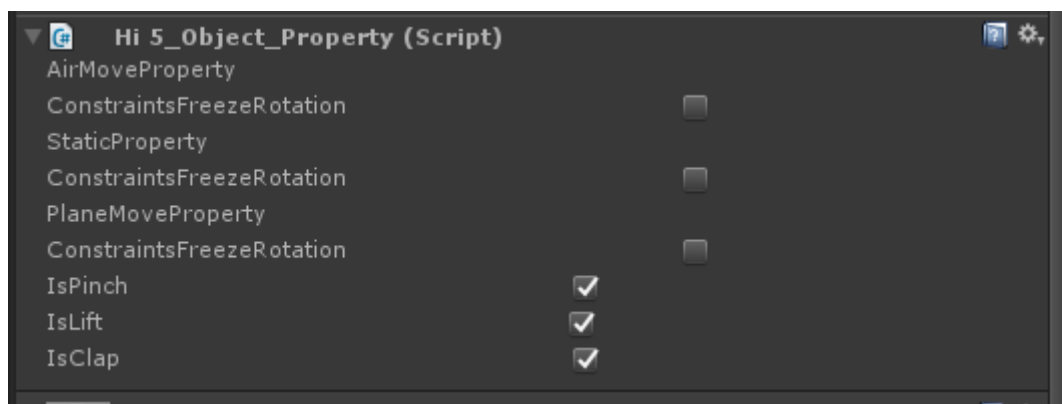 Hi 5_Object_Property (Script)
AirMoveProperty
ConstraintsFreezeRotation
StaticProperty
ConstraintsFreezeRotation
PlaneMoveProperty
ConstraintsFreezeRotation
IsPinch
IsLift
IsClap